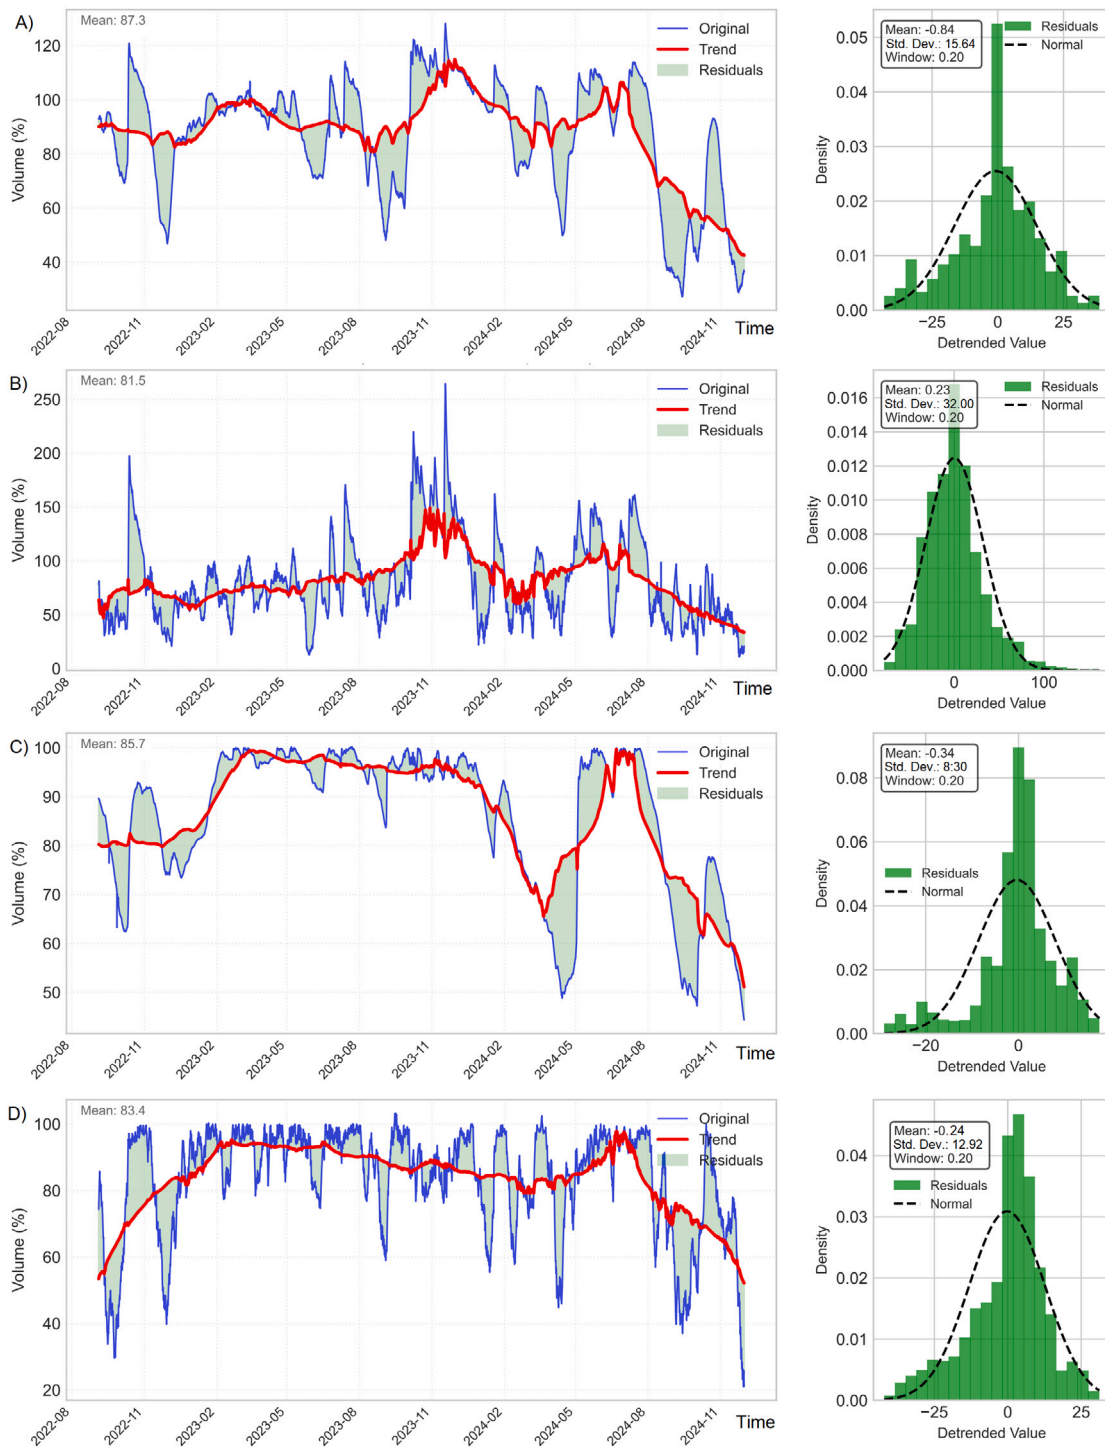 A)
Mean: 87.3
Original
Trend
Residuals
Volume (%)
120
100
80
60
40
2022-08
2022-11
2023-02
2023-05
2023-08
2023-11
2024-02
2024-05
2024-08
2024-11
Time
Mean: -0.84
Std. Dev.: 15.64
Window: 0.20
Residuals
Normal
Density
0.05
0.04
0.03
0.02
0.01
0.00
−25
0
25
Detrended Value
B)
Mean: 81.5
Original
Trend
Residuals
Volume (%)
250
200
150
100
50
0
2022-08
2022-11
2023-02
2023-05
2023-08
2023-11
2024-02
2024-05
2024-08
2024-11
Time
Mean: 0.23
Std. Dev.: 32.00
Window: 0.20
Residuals
Normal
Density
0.016
0.014
0.012
0.010
0.008
0.006
0.004
0.002
0.000
0
100
Detrended Value
C)
Mean: 85.7
Original
Trend
Residuals
Volume (%)
100
90
80
70
60
50
2022-08
2022-11
2023-02
2023-05
2023-08
2023-11
2024-02
2024-05
2024-08
2024-11
Time
Mean: -0.34
Std. Dev.: 8:30
Window: 0.20
Residuals
Normal
Density
0.08
0.06
0.04
0.02
0.00
−20
0
Detrended Value
D)
Mean: 83.4
Original
Trend
Residuals
Volume (%)
100
80
60
40
20
2022-08
2022-11
2023-02
2023-05
2023-08
2023-11
2024-02
2024-05
2024-08
2024-11
Time
Mean: -0.24
Std. Dev.: 12.92
Window: 0.20
Residuals
Normal
Density
0.04
0.03
0.02
0.01
0.00
−25
0
25
Detrended Value